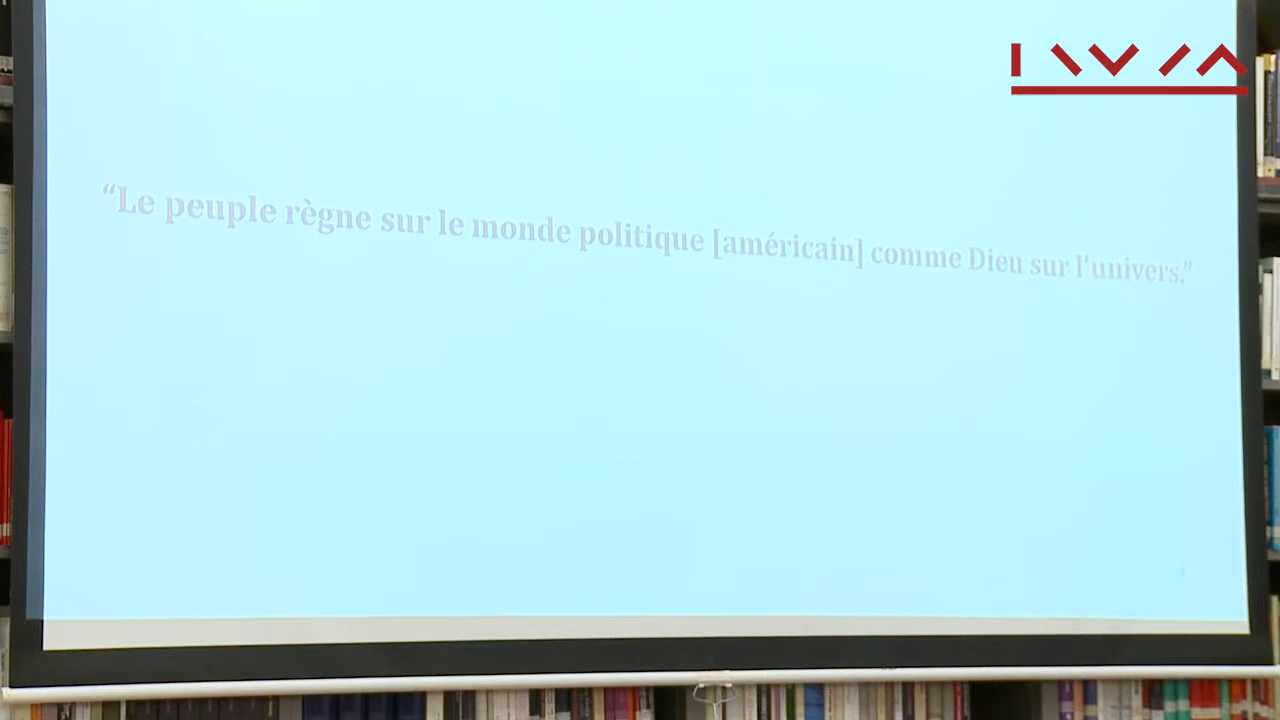 “Le peuple règne sur le monde politique [américain] comme Dieu sur l'univers.”